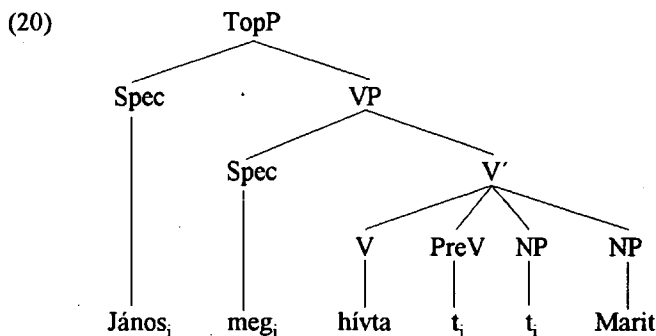 (20) TopP
Spec VP
Spec V´
V PreV NP NP
Jánosᵢ megⱼ hívta tⱼ tᵢ Marit